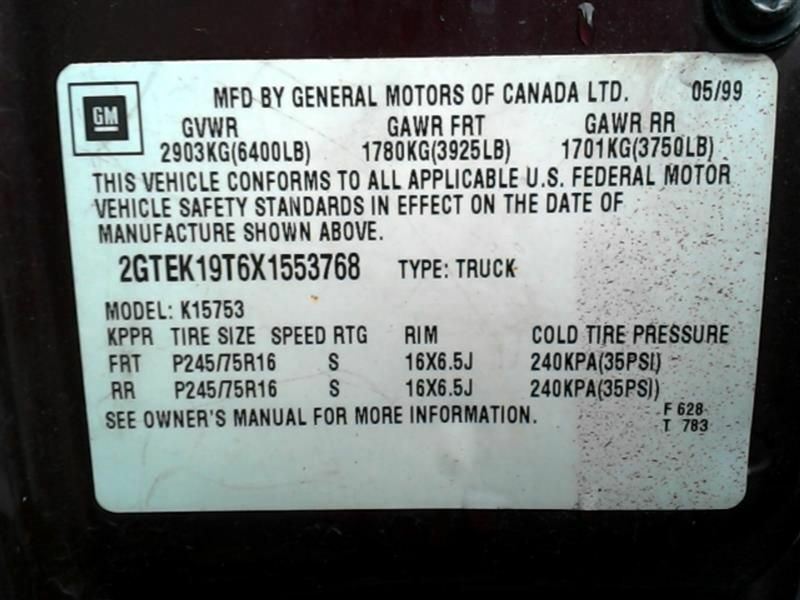 GM
MFD BY GENERAL MOTORS OF CANADA LTD. 05/99
GVWR GAWR FRT GAWR RR
2903KG(6400LB) 1780KG(3925LB) 1701KG(3750LB)
THIS VEHICLE CONFORMS TO ALL APPLICABLE U.S. FEDERAL MOTOR
VEHICLE SAFETY STANDARDS IN EFFECT ON THE DATE OF
MANUFACTURE SHOWN ABOVE.
2GTEK19T6X1553768 TYPE: TRUCK
MODEL: K15753
KPPR TIRE SIZE SPEED RTG RIM COLD TIRE PRESSURE
FRT P245/75R16 S 16X6.5J 240KPA(35PSI)
RR P245/75R16 S 16X6.5J 240KPA(35PSI)
SEE OWNER'S MANUAL FOR MORE INFORMATION.
F 628
T 783